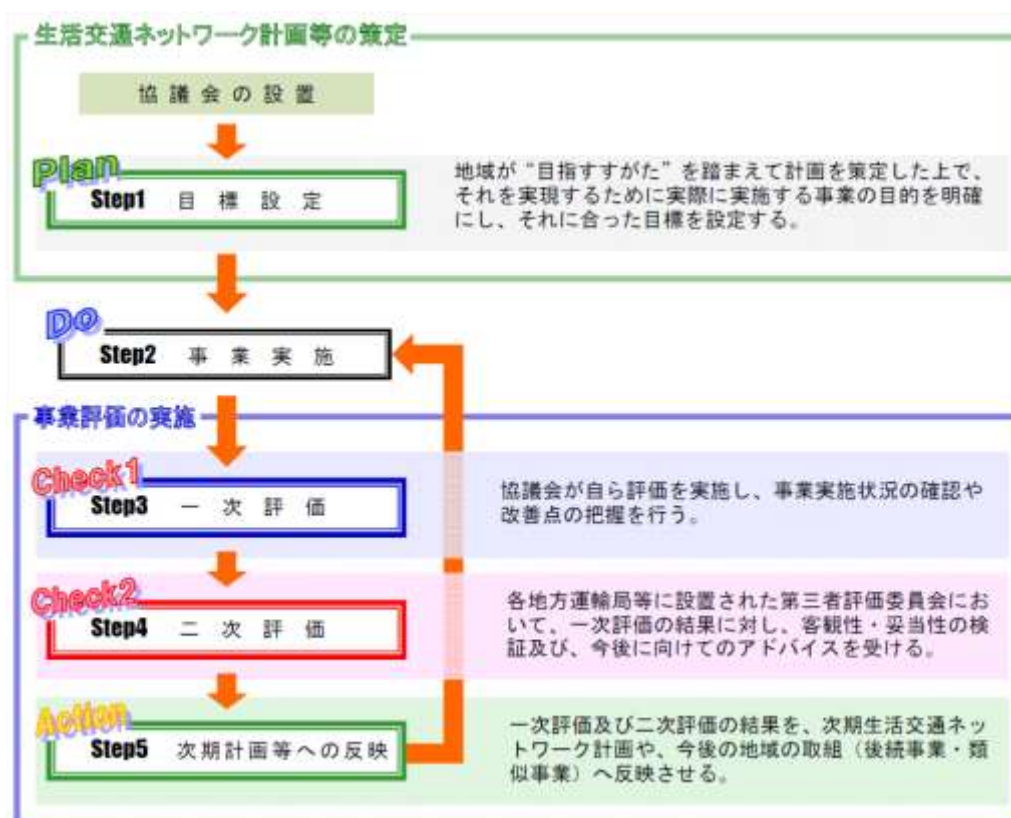 生活交通ネットワーク計画等の策定
協議会の設置
Plan
Step1 目標設定
地域が“目指すすがた”を踏まえて計画を策定した上で、
それを実現するために実際に実施する事業の目的を明確
にし、それに合った目標を設定する。
Do
Step2 事業実施
事業評価の実施
Check1
Step3 一次評価
協議会が自ら評価を実施し、事業実施状況の確認や
改善点の把握を行う。
Check2
Step4 二次評価
各地方運輸局等に設置された第三者評価委員会にお
いて、一次評価の結果に対し、客観性・妥当性の検
証及び、今後に向けてのアドバイスを受ける。
Action
Step5 次期計画等への反映
一次評価及び二次評価の結果を、次期生活交通ネッ
トワーク計画や、今後の地域の取組（後続事業・類
似事業）へ反映させる。